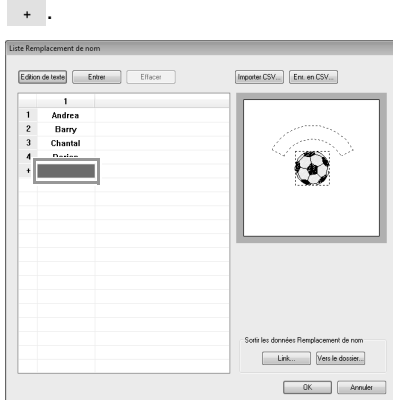 + .
Liste Remplacement de nom
Edition de texte Entrer Effacer Importer CSV... Enr. en CSV...
1
1 Andrea
2 Barry
3 Chantal
4
+
Sortir les données Remplacement de nom
Link... Vers le dossier...
OK Annuler